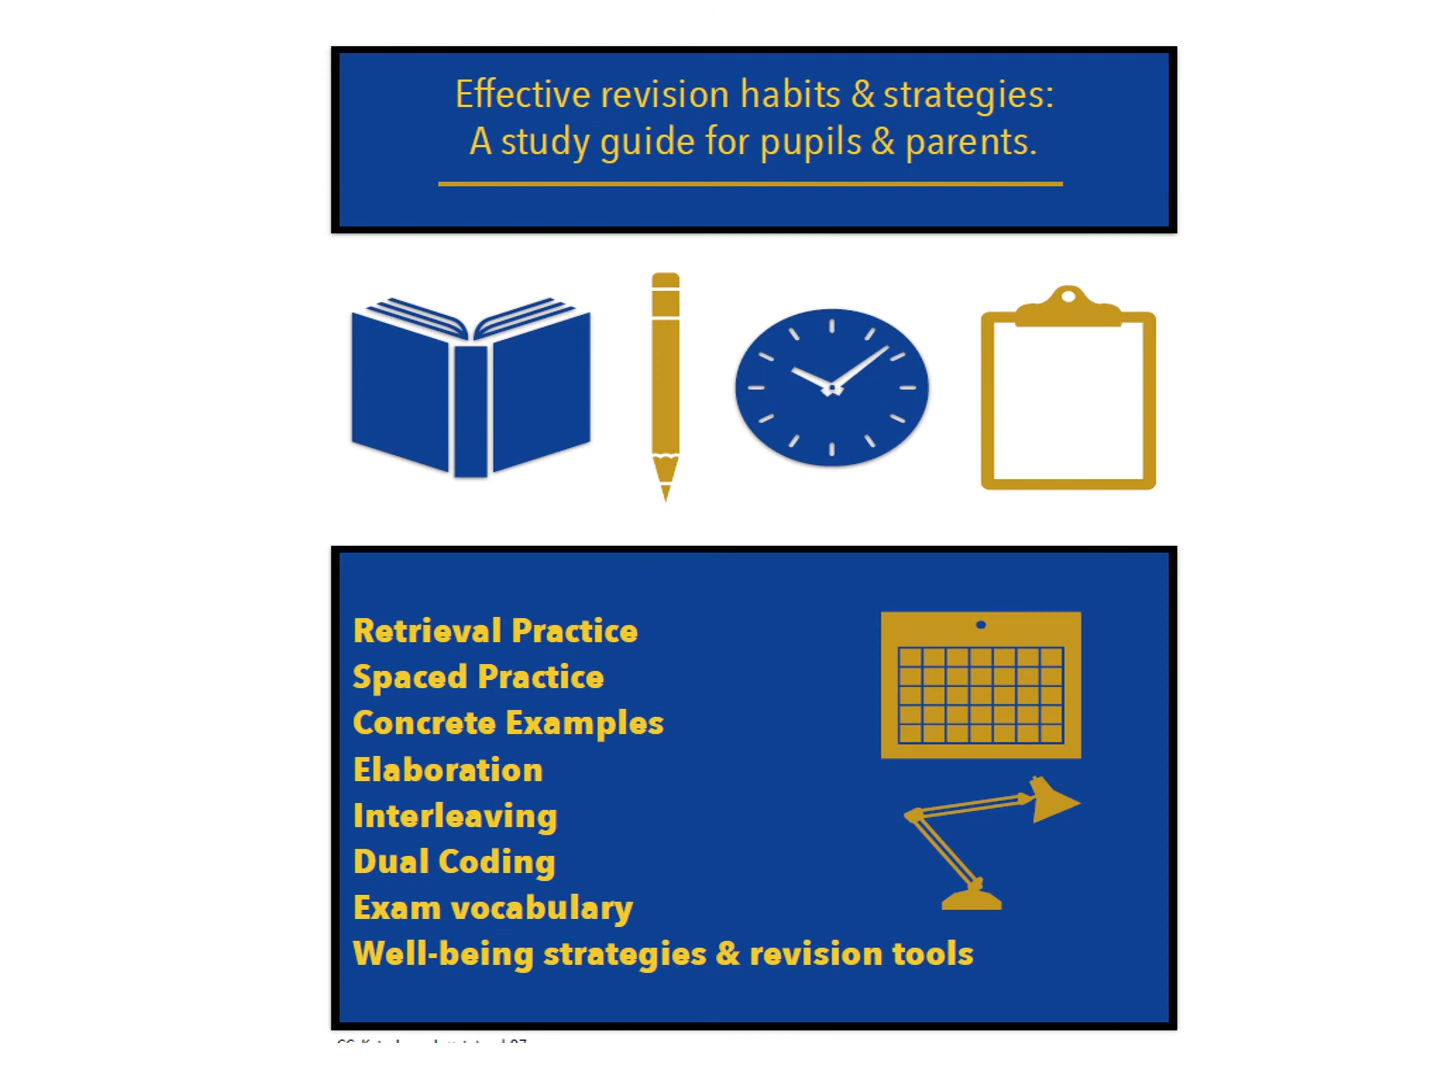 Effective revision habits & strategies:
A study guide for pupils & parents.
Retrieval Practice
Spaced Practice
Concrete Examples
Elaboration
Interleaving
Dual Coding
Exam vocabulary
Well-being strategies & revision tools